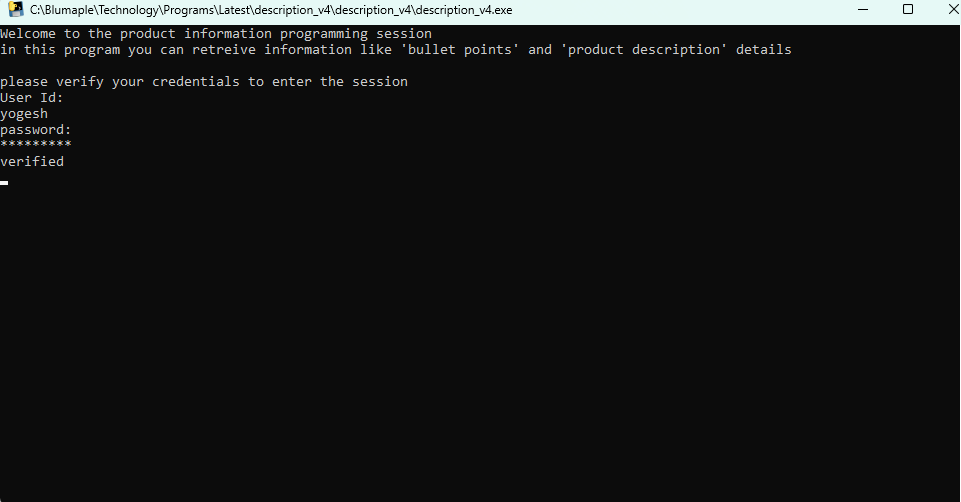 C:\Blumaple\Technology\Programs\Latest\description_v4\description_v4\description_v4.exe
Welcome to the product information programming session
in this program you can retreive information like 'bullet points' and 'product description' details
please verify your credentials to enter the session
User Id:
yogesh
password:
*********
verified